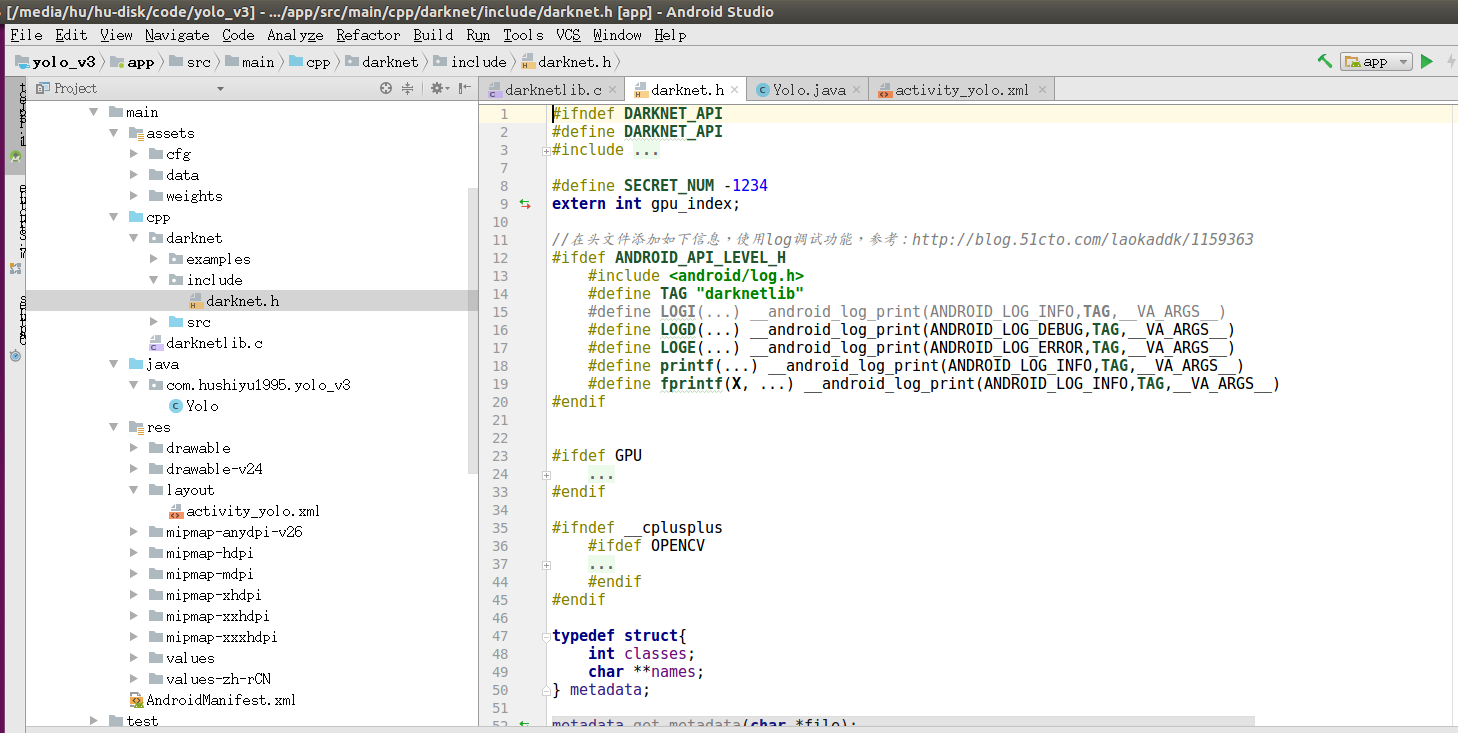 [/media/hu/hu-disk/code/yolo_v3] - .../app/src/main/cpp/darknet/include/darknet.h [app] - Android Studio
File Edit View Navigate Code Analyze Refactor Build Run Tools VCS Window Help
yolo_v3 app src main cpp darknet include darknet.h app
Project
darknetlib.c darknet.h Yolo.java activity_yolo.xml
main
assets
cfg
data
weights
cpp
darknet
examples
include
darknet.h
src
darknetlib.c
java
com.hushiyu1995.yolo_v3
Yolo
res
drawable
drawable-v24
layout
activity_yolo.xml
mipmap-anydpi-v26
mipmap-hdpi
mipmap-mdpi
mipmap-xhdpi
mipmap-xxhdpi
mipmap-xxxhdpi
values
values-zh-rCN
AndroidManifest.xml
test
1 #ifndef DARKNET_API
2 #define DARKNET_API
3 #include ...
7
8 #define SECRET_NUM -1234
9 extern int gpu_index;
10
11 //在头文件添加如下信息，使用log调试功能，参考：http://blog.51cto.com/laokaddk/1159363
12 #ifdef ANDROID_API_LEVEL_H
13 #include <android/log.h>
14 #define TAG "darknetlib"
15 #define LOGI(...) __android_log_print(ANDROID_LOG_INFO,TAG,__VA_ARGS__)
16 #define LOGD(...) __android_log_print(ANDROID_LOG_DEBUG,TAG,__VA_ARGS__)
17 #define LOGE(...) __android_log_print(ANDROID_LOG_ERROR,TAG,__VA_ARGS__)
18 #define printf(...) __android_log_print(ANDROID_LOG_INFO,TAG,__VA_ARGS__)
19 #define fprintf(X, ...) __android_log_print(ANDROID_LOG_INFO,TAG,__VA_ARGS__)
20 #endif
21
22
23 #ifdef GPU
24 ...
33 #endif
34
35 #ifndef __cplusplus
36 #ifdef OPENCV
37 ...
44 #endif
45 #endif
46
47 typedef struct{
48 int classes;
49 char **names;
50 } metadata;
51
52 metadata get_metadata(char *file);